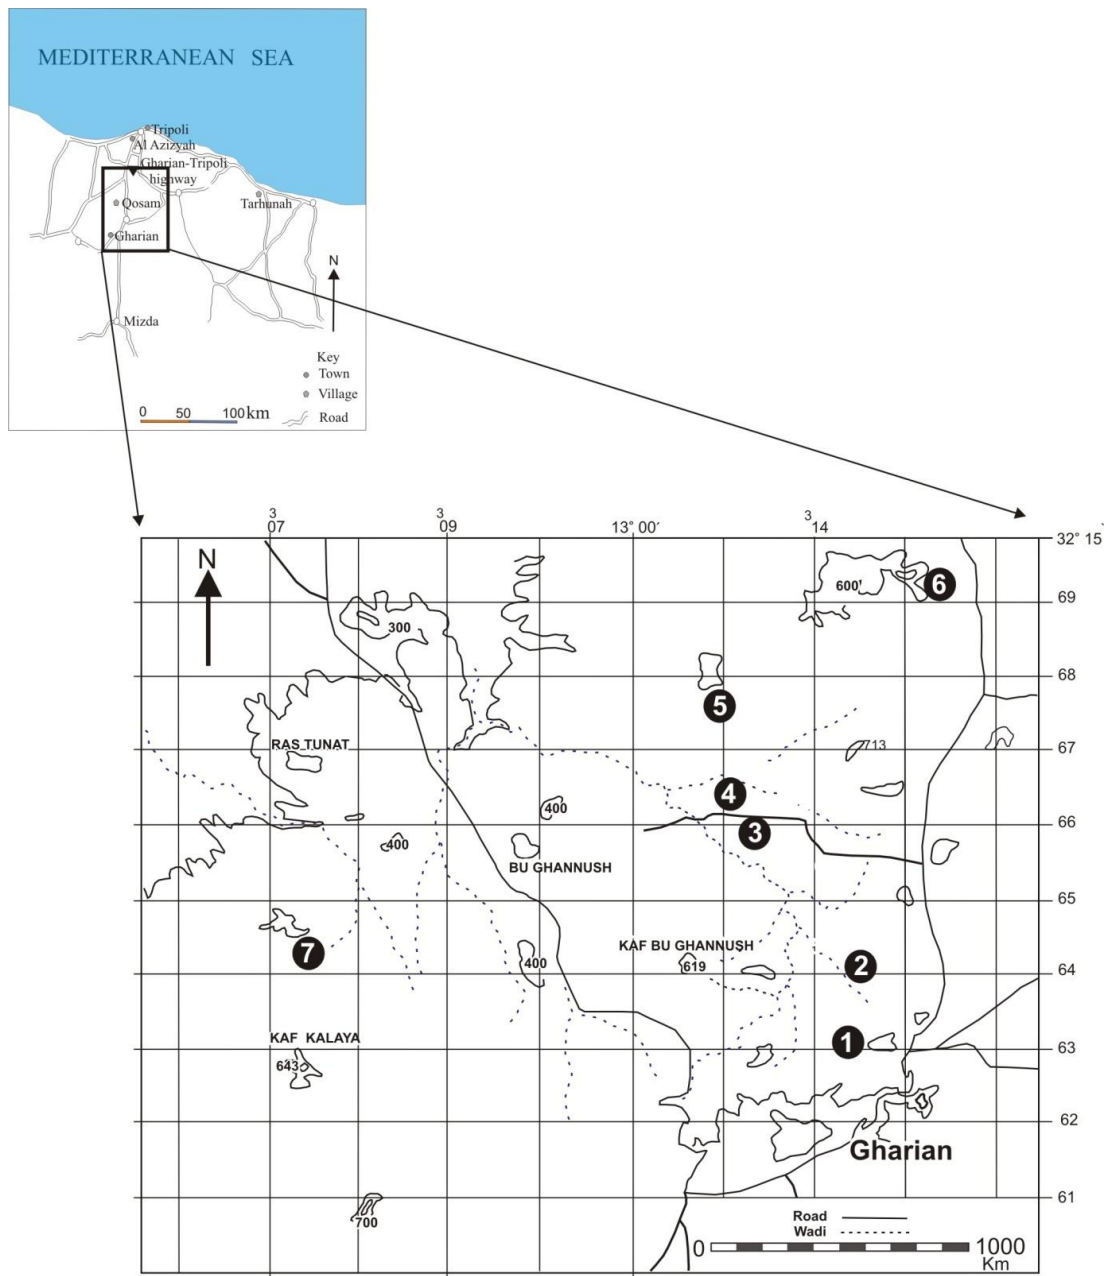 MEDITERRANEAN SEA
Tripoli
Al Azizyah
Gharian-Tripoli
highway
Qosam
Tarhunah
Gharian
N
Mizda
Key
Town
Village
Road
0 50 100 km
3 3 3
07 09 13° 00′ 14 32° 15`
N
600'
6
69
300
68
5
RAS TUNAT
713
67
4
400
66
3
400
BU GHANNUSH
65
KAF BU GHANNUSH
7
400
619
2
64
KAF KALAYA
1
63
643
62
Gharian
61
700
Road
Wadi
0 1000
Km